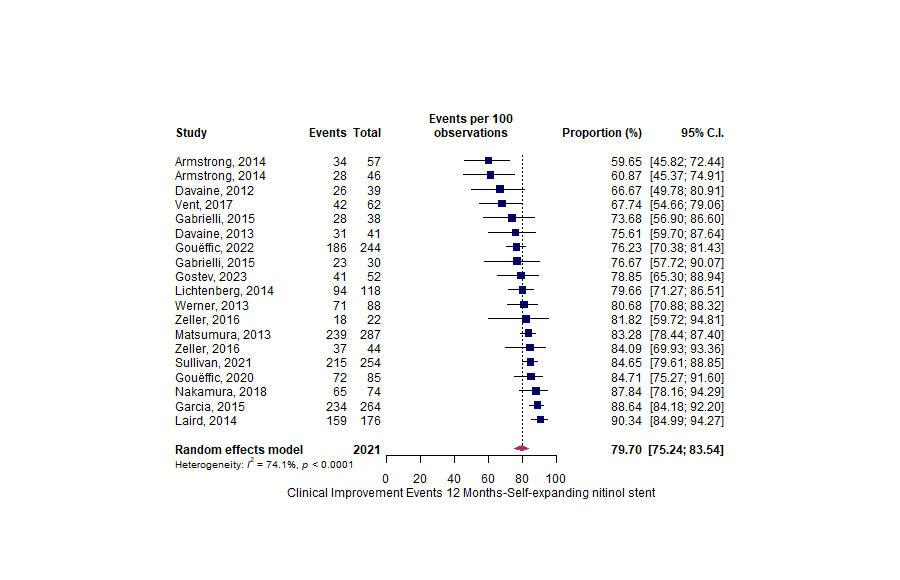 Events per 100
Study Events Total observations Proportion (%) 95% C.I.
Armstrong, 2014 34 57 59.65 [45.82; 72.44]
Armstrong, 2014 28 46 60.87 [45.37; 74.91]
Davaine, 2012 26 39 66.67 [49.78; 80.91]
Vent, 2017 42 62 67.74 [54.66; 79.06]
Gabrielli, 2015 28 38 73.68 [56.90; 86.60]
Davaine, 2013 31 41 75.61 [59.70; 87.64]
Gouëffic, 2022 186 244 76.23 [70.38; 81.43]
Gabrielli, 2015 23 30 76.67 [57.72; 90.07]
Gostev, 2023 41 52 78.85 [65.30; 88.94]
Lichtenberg, 2014 94 118 79.66 [71.27; 86.51]
Werner, 2013 71 88 80.68 [70.88; 88.32]
Zeller, 2016 18 22 81.82 [59.72; 94.81]
Matsumura, 2013 239 287 83.28 [78.44; 87.40]
Zeller, 2016 37 44 84.09 [69.93; 93.36]
Sullivan, 2021 215 254 84.65 [79.61; 88.85]
Gouëffic, 2020 72 85 84.71 [75.27; 91.60]
Nakamura, 2018 65 74 87.84 [78.16; 94.29]
Garcia, 2015 234 264 88.64 [84.18; 92.20]
Laird, 2014 159 176 90.34 [84.99; 94.27]
Random effects model 2021 79.70 [75.24; 83.54]
Heterogeneity: I² = 74.1%, p < 0.0001
0 20 40 60 80 100
Clinical Improvement Events 12 Months-Self-expanding nitinol stent